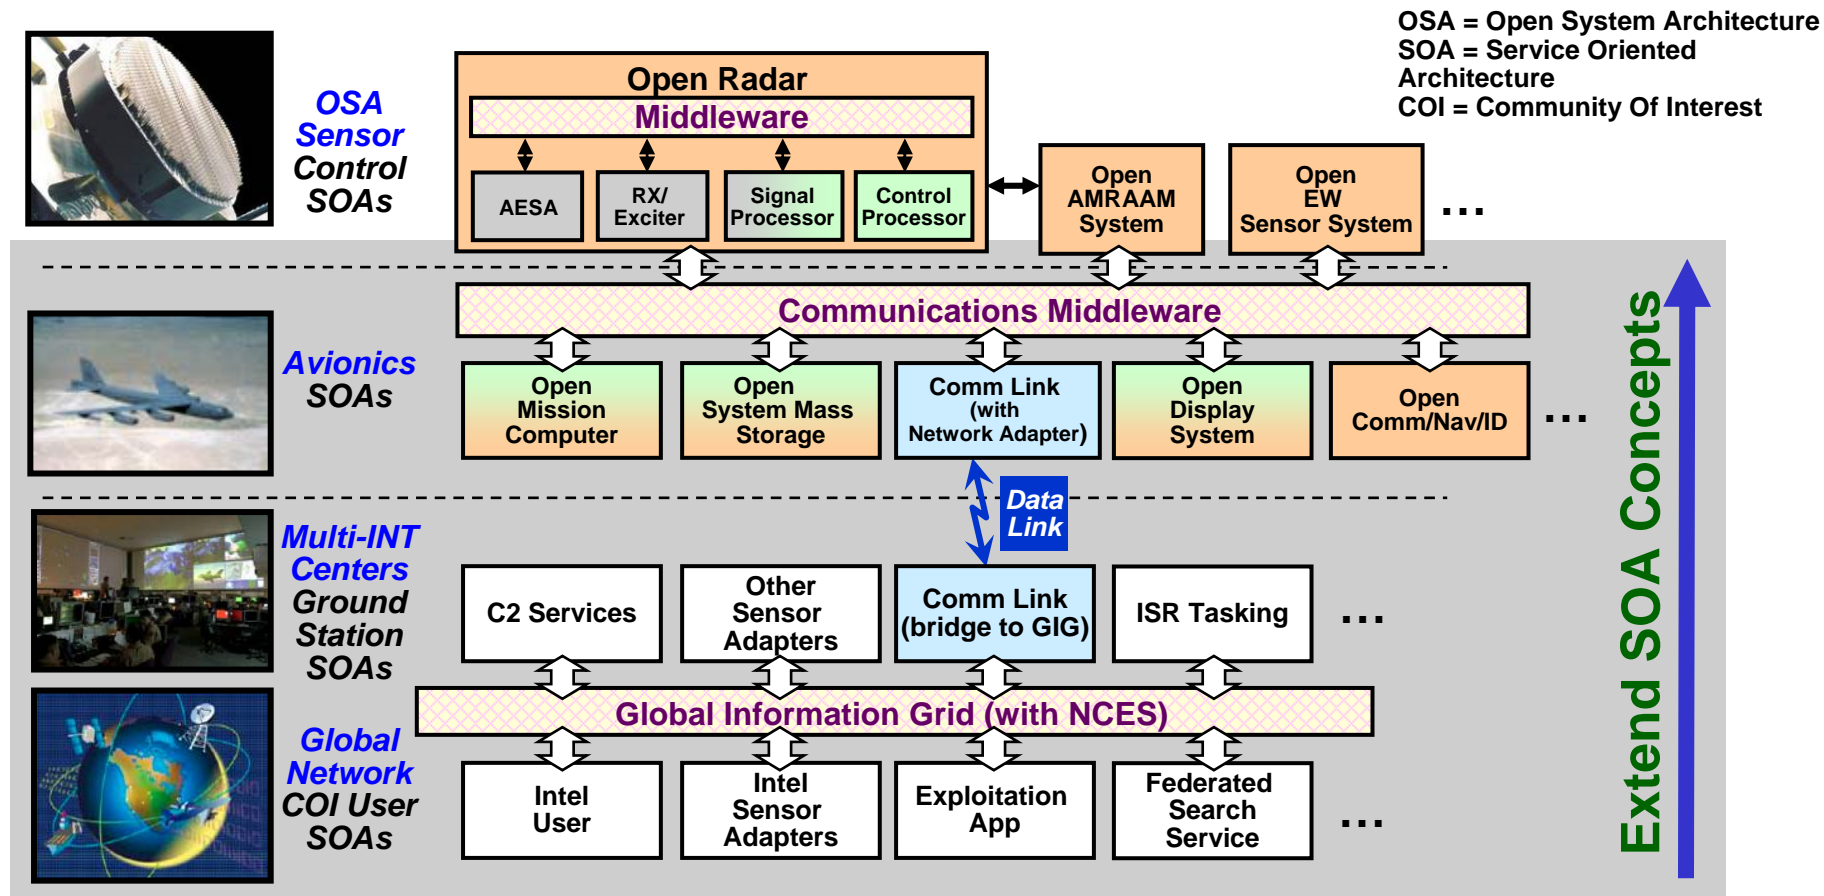 OSA = Open System Architecture
SOA = Service Oriented
Architecture
COI = Community Of Interest
OSA
Sensor
Control
SOAs
Open Radar
Middleware
AESA
RX/
Exciter
Signal
Processor
Control
Processor
Open
AMRAAM
System
Open
EW
Sensor System
...
Communications Middleware
Avionics
SOAs
Open
Mission
Computer
Open
System Mass
Storage
Comm Link
(with
Network Adapter)
Open
Display
System
Open
Comm/Nav/ID
...
Data
Link
Multi-INT
Centers
Ground
Station
SOAs
C2 Services
Other
Sensor
Adapters
Comm Link
(bridge to GIG)
ISR Tasking
...
Global Information Grid (with NCES)
Global
Network
COI User
SOAs
Intel
User
Intel
Sensor
Adapters
Exploitation
App
Federated
Search
Service
...
Extend SOA Concepts